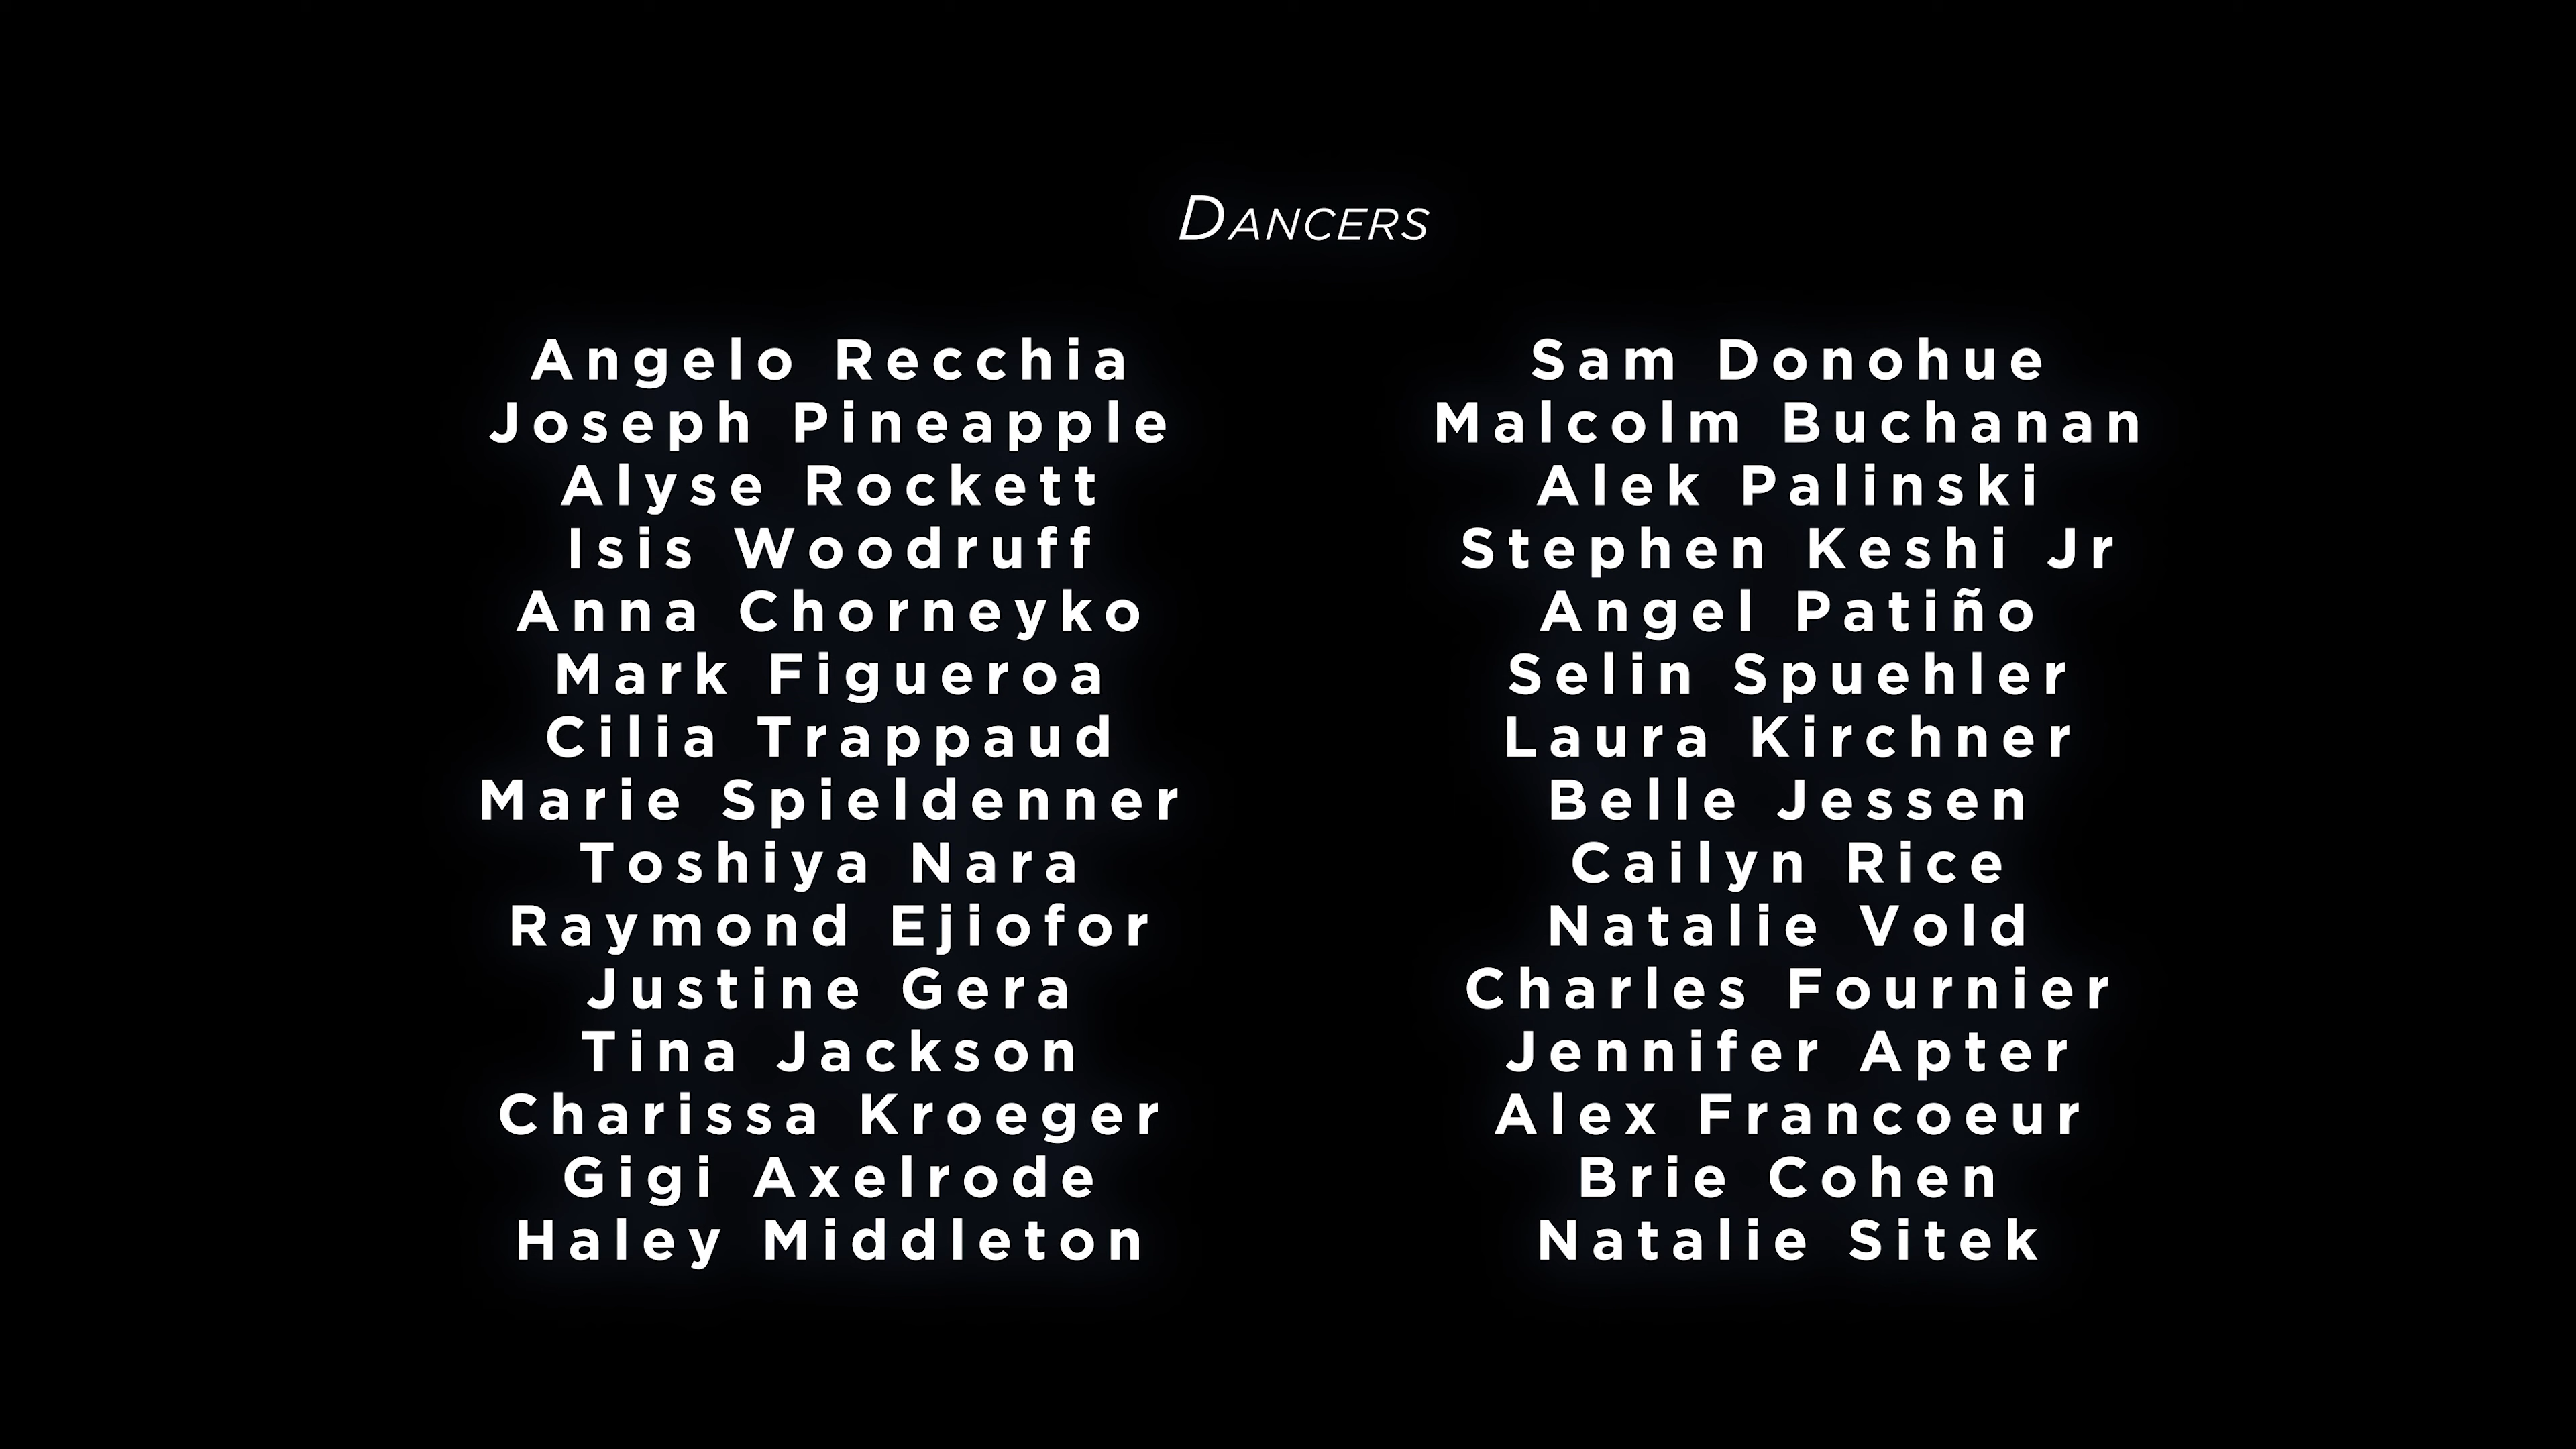 Dancers
Angelo Recchia
Joseph Pineapple
Alyse Rockett
Isis Woodruff
Anna Chorneyko
Mark Figueroa
Cilia Trappaud
Marie Spieldenner
Toshiya Nara
Raymond Ejiofor
Justine Gera
Tina Jackson
Charissa Kroeger
Gigi Axelrode
Haley Middleton
Sam Donohue
Malcolm Buchanan
Alek Palinski
Stephen Keshi Jr
Angel Patiño
Selin Spuehler
Laura Kirchner
Belle Jessen
Cailyn Rice
Natalie Vold
Charles Fournier
Jennifer Apter
Alex Francoeur
Brie Cohen
Natalie Sitek